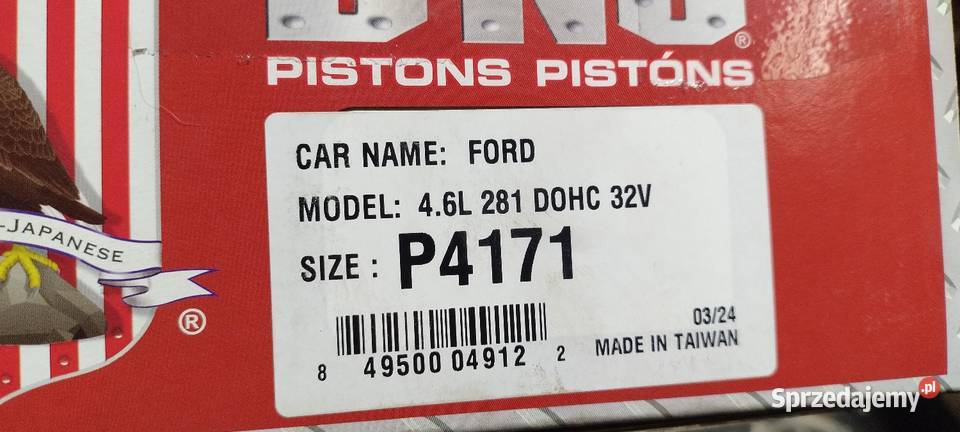 PISTONS PISTÓNS
CAR NAME: FORD
MODEL: 4.6L 281 DOHC 32V
SIZE : P4171
8 49500 04912 2
03/24
MADE IN TAIWAN
-JAPANESE
®
®
Sprzedajemy.pl